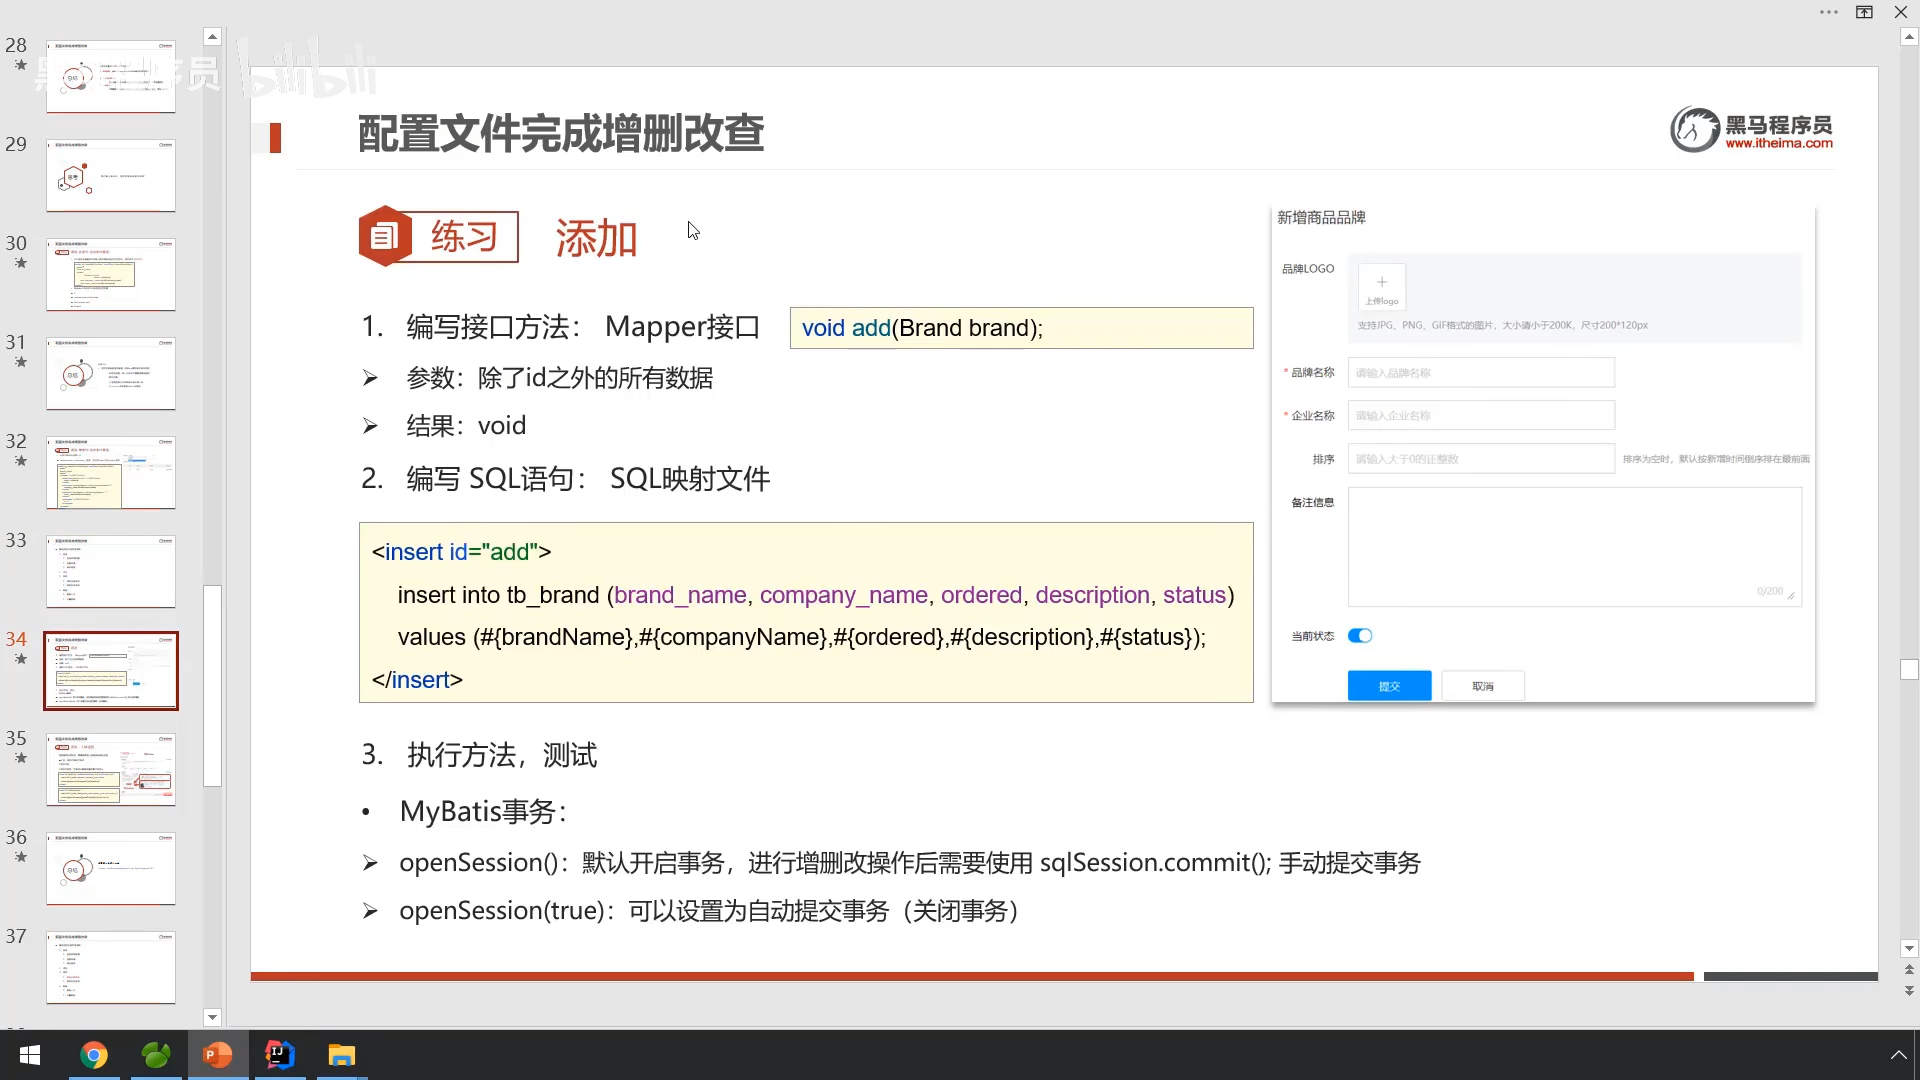 28
29
30
31
32
33
34
35
36
37
bilibili
配置文件完成增删改查
黑马程序员
www.itheima.com
练习
添加
1. 编写接口方法： Mapper接口
void add(Brand brand);
➢ 参数：除了id之外的所有数据
➢ 结果：void
2. 编写 SQL语句： SQL映射文件
<insert id="add">
insert into tb_brand (brand_name, company_name, ordered, description, status)
values (#{brandName},#{companyName},#{ordered},#{description},#{status});
</insert>
3. 执行方法，测试
• MyBatis事务：
➢ openSession()：默认开启事务，进行增删改操作后需要使用 sqlSession.commit(); 手动提交事务
➢ openSession(true)：可以设置为自动提交事务（关闭事务）
新增商品品牌
品牌LOGO
+
上传logo
支持JPG、PNG、GIF格式的图片，大小请小于200K，尺寸200*120px
* 品牌名称
请输入品牌名称
* 企业名称
请输入企业名称
排序
请输入大于0的正整数
排序为空时，默认按新增时间倒序排在最前面
备注信息
0/200
当前状态
提交
取消